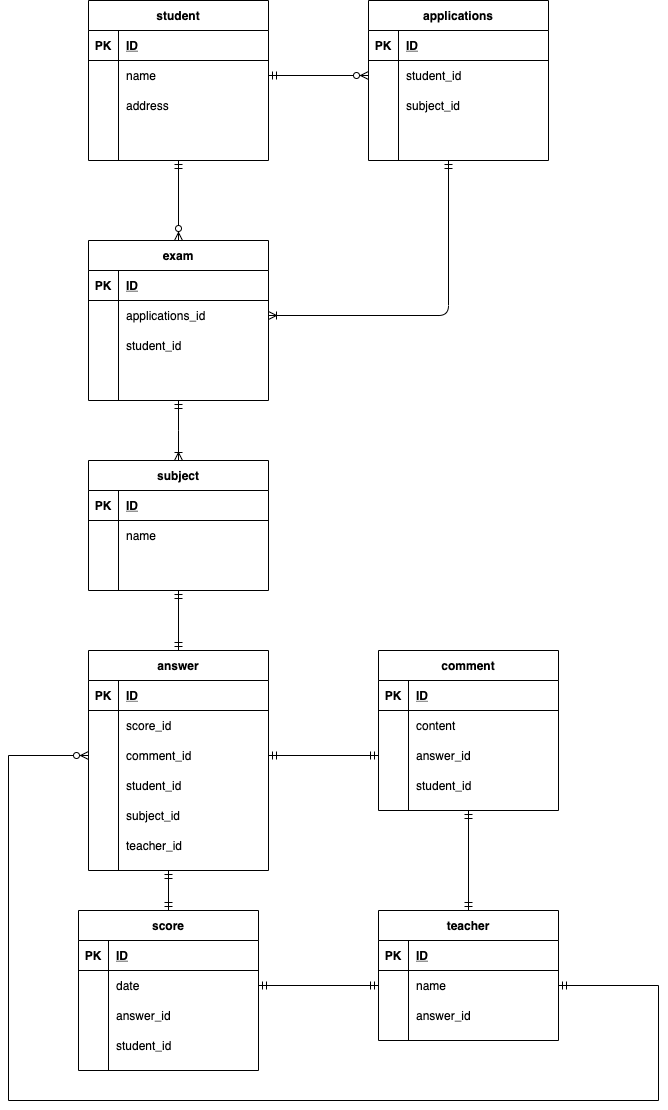 student
PK ID
name
address
applications
PK ID
student_id
subject_id
exam
PK ID
applications_id
student_id
subject
PK ID
name
answer
PK ID
score_id
comment_id
student_id
subject_id
teacher_id
comment
PK ID
content
answer_id
student_id
score
PK ID
date
answer_id
student_id
teacher
PK ID
name
answer_id